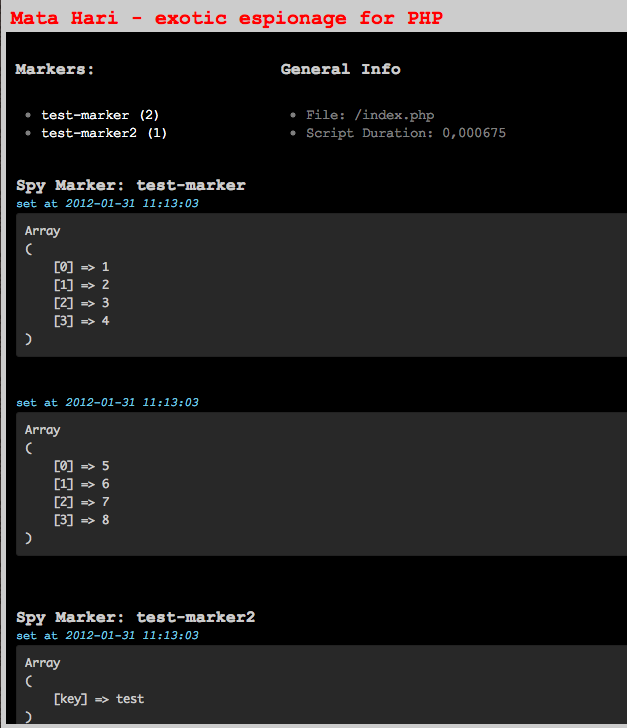 Mata Hari - exotic espionage for PHP
Markers:
test-marker (2)
test-marker2 (1)
General Info
File: /index.php
Script Duration: 0,000675
Spy Marker: test-marker
set at 2012-01-31 11:13:03
Array
(
[0] => 1
[1] => 2
[2] => 3
[3] => 4
)
set at 2012-01-31 11:13:03
Array
(
[0] => 5
[1] => 6
[2] => 7
[3] => 8
)
Spy Marker: test-marker2
set at 2012-01-31 11:13:03
Array
(
[key] => test
)